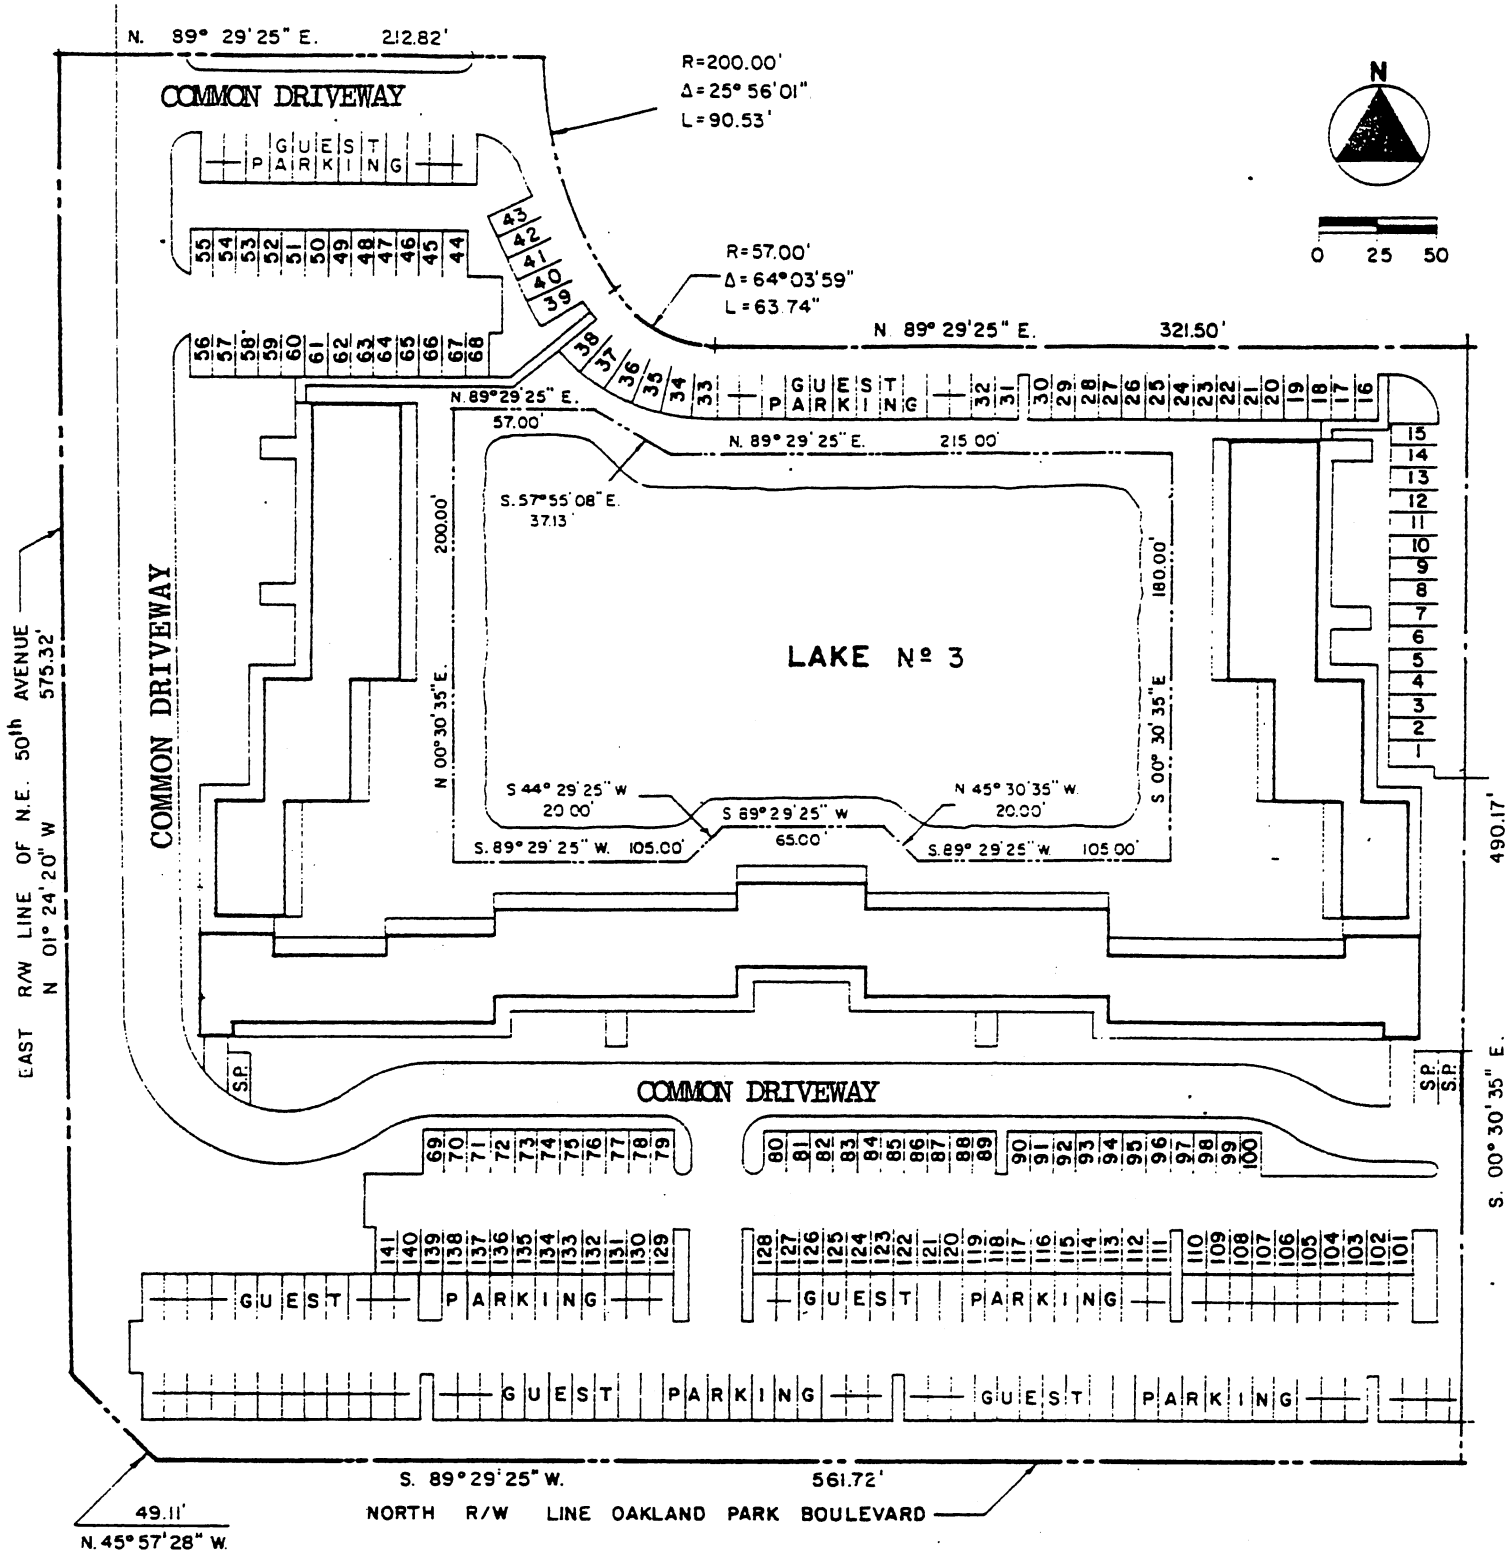 N. 89° 29'25" E. 212.82'
R=200.00'
Δ=25° 56'01"
L=90.53'
N
COMMON DRIVEWAY
GUEST
PARKING
0 25 50
43
42
41
40
39
55 54 53 52 51 50 49 48 47 46 45 44
R=57.00'
Δ=64°03'59"
L=63.74"
N. 89° 29'25" E. 321.50'
56 57 58 59 60 61 62 63 64 65 66 67 68
38 37 36 35 34 33
GUEST
PARKING
32 31 30 29 28 27 26 25 24 23 22 21 20 19 18 17 16
N. 89°29'25" E.
57.00'
N. 89° 29'25" E. 215.00'
15
14
13
12
11
10
9
8
7
6
5
4
3
2
1
S. 57°55'08" E.
37.13'
200.00'
N 00°30'35" E.
180.00'
S 00° 30'35" E
LAKE Nº 3
COMMON DRIVEWAY
EAST R/W LINE OF N.E. 50th AVENUE
N 01° 24'20" W 575.32'
S 44° 29'25" W
20.00'
S 89°29'25" W
65.00'
N 45° 30'35" W.
20.00'
S. 89° 29'25" W. 105.00'
S. 89° 29'25" W. 105.00'
490.17'
S. 00° 30'35" E.
S.P.
COMMON DRIVEWAY
S.P.
S.P.
69 70 71 72 73 74 75 76 77 78 79
80 81 82 83 84 85 86 87 88 89 90 91 92 93 94 95 96 97 98 99 100
141 140 139 138 137 136 135 134 133 132 131 130 129
128 127 126 125 124 123 122 121 120 119 118 117 116 115 114 113 112 111 110 109 108 107 106 105 104 103 102 101
GUEST PARKING
GUEST PARKING
GUEST PARKING
GUEST PARKING
S. 89°29'25" W. 561.72'
NORTH R/W LINE OAKLAND PARK BOULEVARD
49.11'
N. 45°57'28" W.